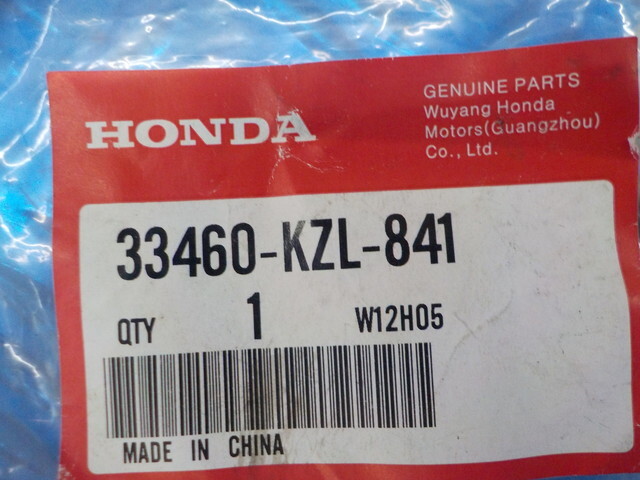 HONDA
GENUINE PARTS
Wuyang Honda
Motors(Guangzhou)
Co., Ltd.
33460-KZL-841
QTY 1 W12H05
MADE IN CHINA